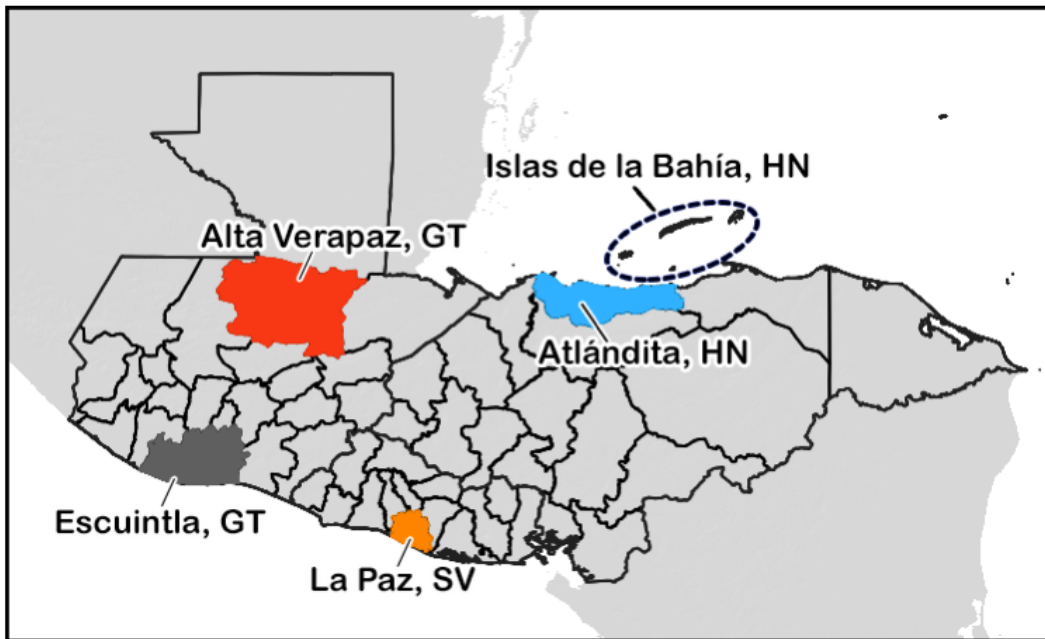 Islas de la Bahía, HN
Alta Verapaz, GT
Atlándita, HN
Escuintla, GT
La Paz, SV